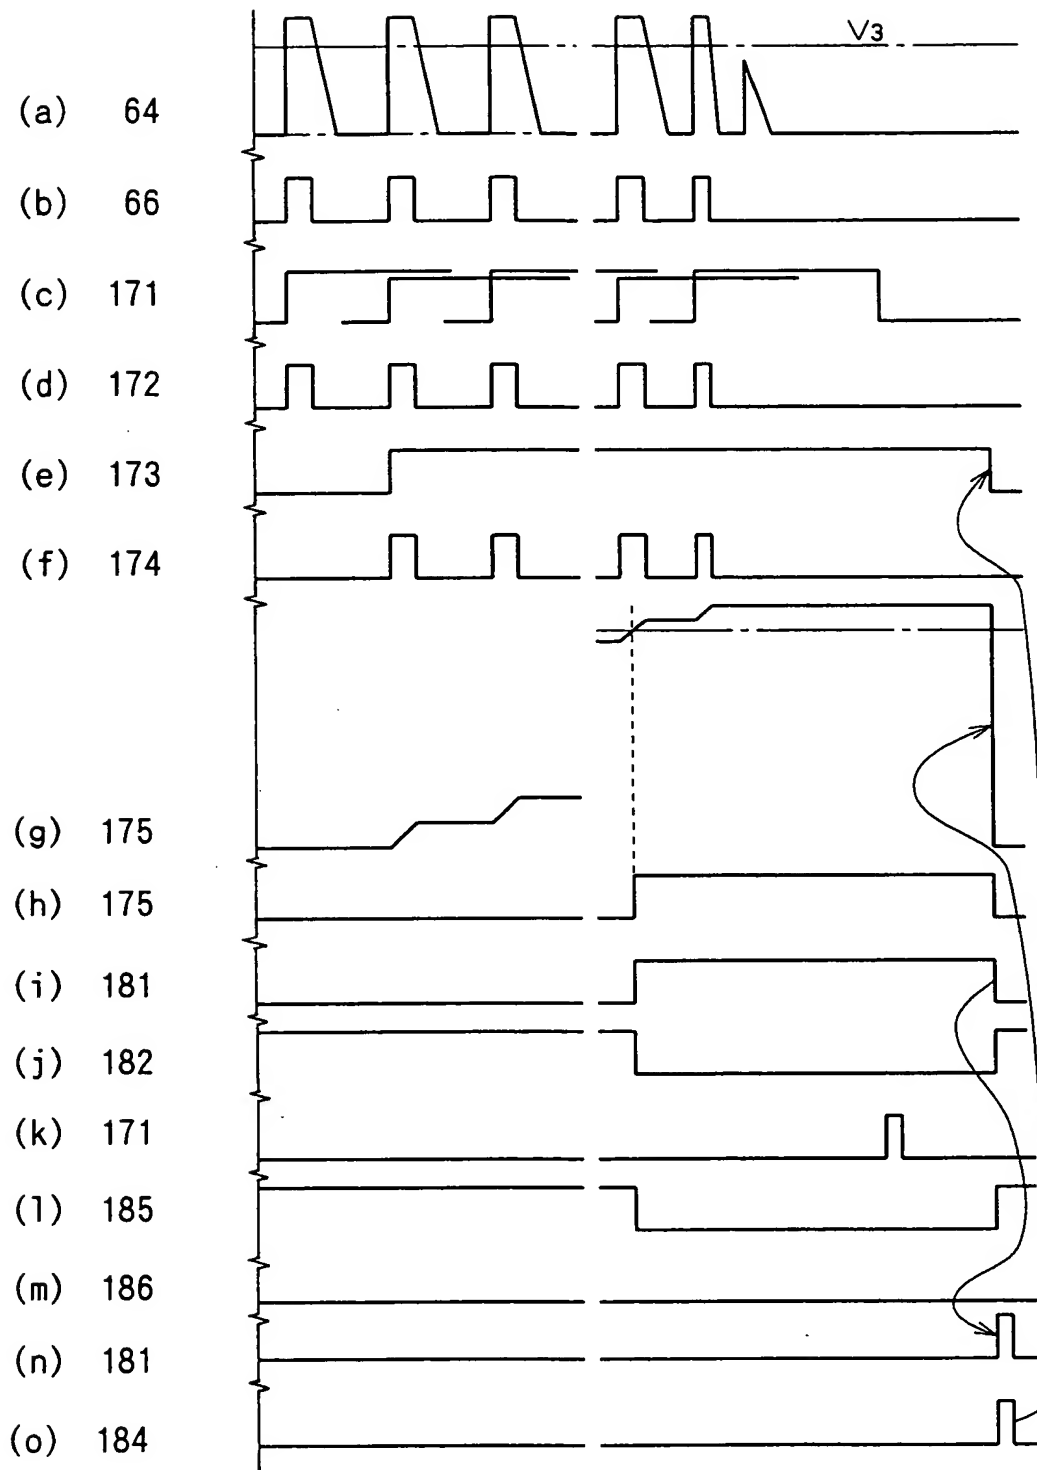 V3
(a) 64
(b) 66
(c) 171
(d) 172
(e) 173
(f) 174
(g) 175
(h) 175
(i) 181
(j) 182
(k) 171
(l) 185
(m) 186
(n) 181
(o) 184